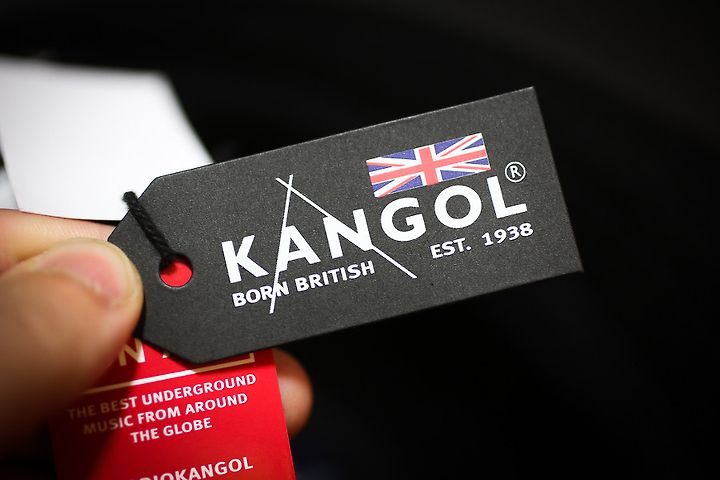 KANGOL®
BORN BRITISH EST. 1938
THE BEST UNDERGROUND
MUSIC FROM AROUND
THE GLOBE